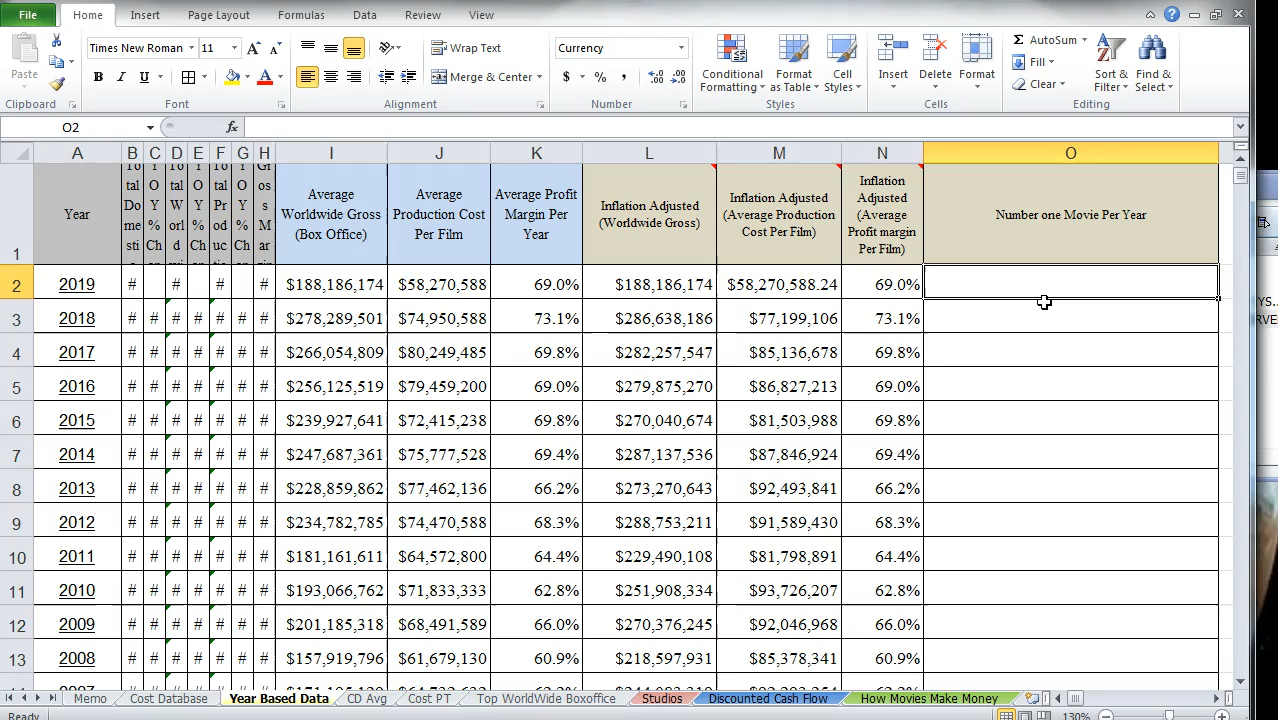 File Home Insert Page Layout Formulas Data Review View
Times New Roman 11 A A Wrap Text Currency AutoSum
Paste B I U A Merge & Center $ % , Conditional Formatting Format as Table Cell Styles Insert Delete Format Fill Clear Sort & Filter Find & Select
Clipboard Font Alignment Number Styles Cells Editing
O2 fx
A B C D E F G H I J K L M N O
1 Year Average Worldwide Gross (Box Office) Average Production Cost Per Film Average Profit Margin Per Year Inflation Adjusted (Worldwide Gross) Inflation Adjusted (Average Production Cost Per Film) Inflation Adjusted (Average Profit margin Per Film) Number one Movie Per Year
2 2019 # # # # $188,186,174 $58,270,588 69.0% $188,186,174 $58,270,588.24 69.0%
3 2018 # # # # # # # $278,289,501 $74,950,588 73.1% $286,638,186 $77,199,106 73.1%
4 2017 # # # # # # # $266,054,809 $80,249,485 69.8% $282,257,547 $85,136,678 69.8%
5 2016 # # # # # # # $256,125,519 $79,459,200 69.0% $279,875,270 $86,827,213 69.0%
6 2015 # # # # # # # $239,927,641 $72,415,238 69.8% $270,040,674 $81,503,988 69.8%
7 2014 # # # # # # # $247,687,361 $75,777,528 69.4% $287,137,536 $87,846,924 69.4%
8 2013 # # # # # # # $228,859,862 $77,462,136 66.2% $273,270,643 $92,493,841 66.2%
9 2012 # # # # # # # $234,782,785 $74,470,588 68.3% $288,753,211 $91,589,430 68.3%
10 2011 # # # # # # # $181,161,611 $64,572,800 64.4% $229,490,108 $81,798,891 64.4%
11 2010 # # # # # # # $193,066,762 $71,833,333 62.8% $251,908,334 $93,726,207 62.8%
12 2009 # # # # # # # $201,185,318 $68,491,589 66.0% $270,376,245 $92,046,968 66.0%
13 2008 # # # # # # # $157,919,796 $61,679,130 60.9% $218,597,931 $85,378,341 60.9%
Memo Cost Database Year Based Data CD Avg Cost PT Top WorldWide Boxoffice Studios Discounted Cash Flow How Movies Make Money
Ready 130%